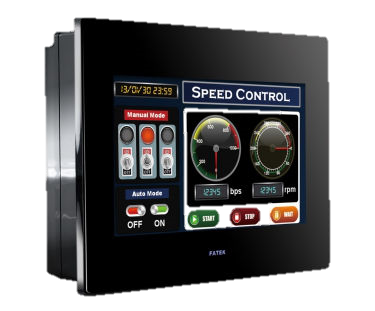 13/01/30 23:59
SPEED CONTROL
Manual Mode
12345 bps
12345 rpm
Auto Mode
OFF ON
START
STOP
WAIT
FATEK